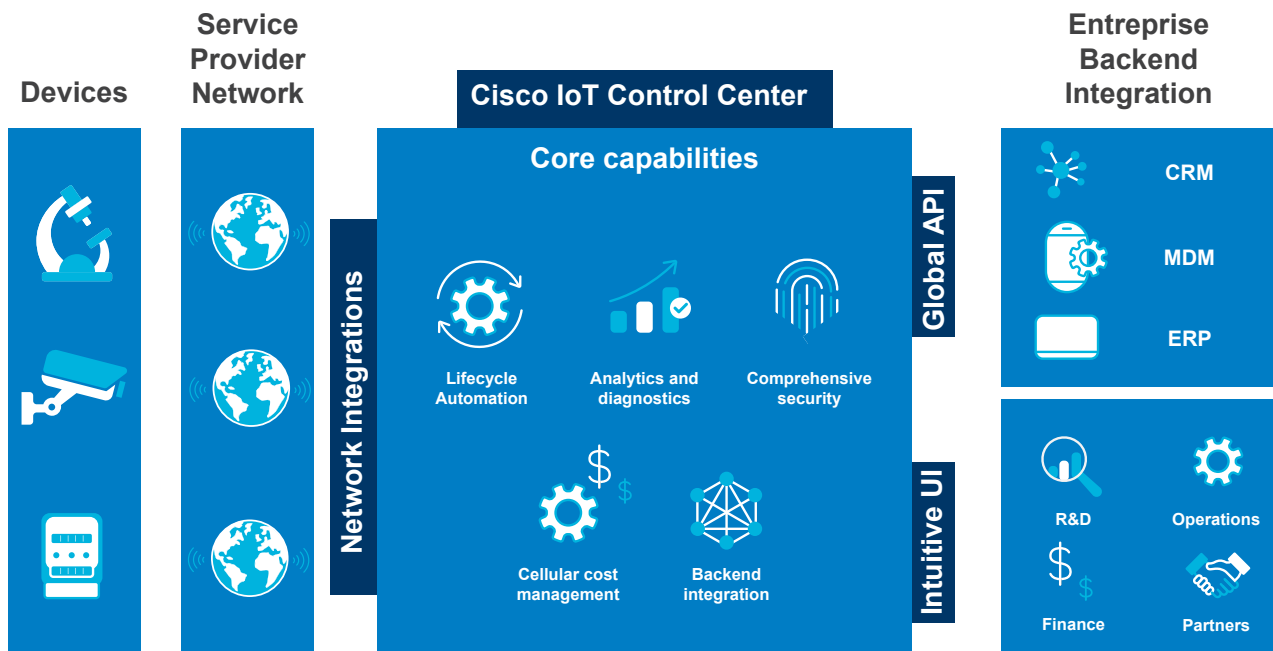 Devices
Service
Provider
Network
Cisco IoT Control Center
Core capabilities
Network Integrations
Lifecycle
Automation
Analytics and
diagnostics
Comprehensive
security
$
$
Cellular cost
management
Backend
integration
Global API
Intuitive UI
Entreprise
Backend
Integration
CRM
MDM
ERP
R&D
Operations
$
$
Finance
Partners